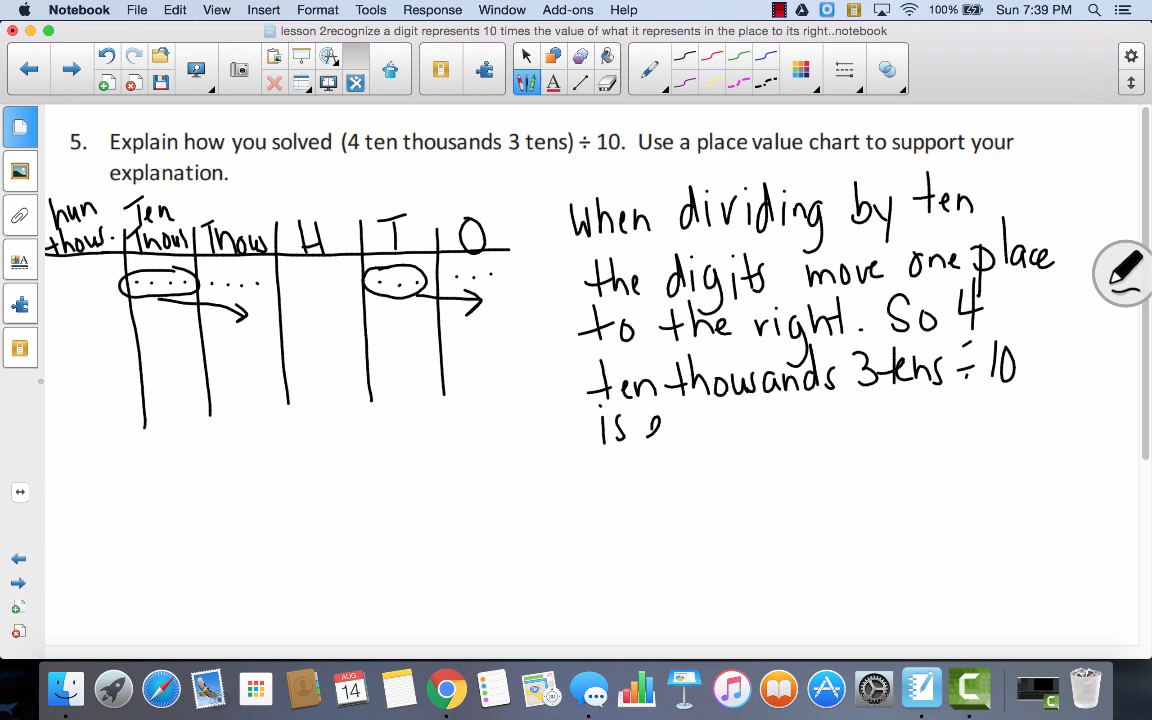 Notebook File Edit View Insert Format Tools Response Window Add-ons Help 100% Sun 7:39 PM
lesson 2recognize a digit represents 10 times the value of what it represents in the place to its right..notebook
5. Explain how you solved (4 ten thousands 3 tens) ÷ 10. Use a place value chart to support your
explanation.
hun thous. Ten Thous Thous H T O
When dividing by ten
the digits move one place
to the right. So 4
ten thousands 3 tens ÷ 10
is
AUG
14